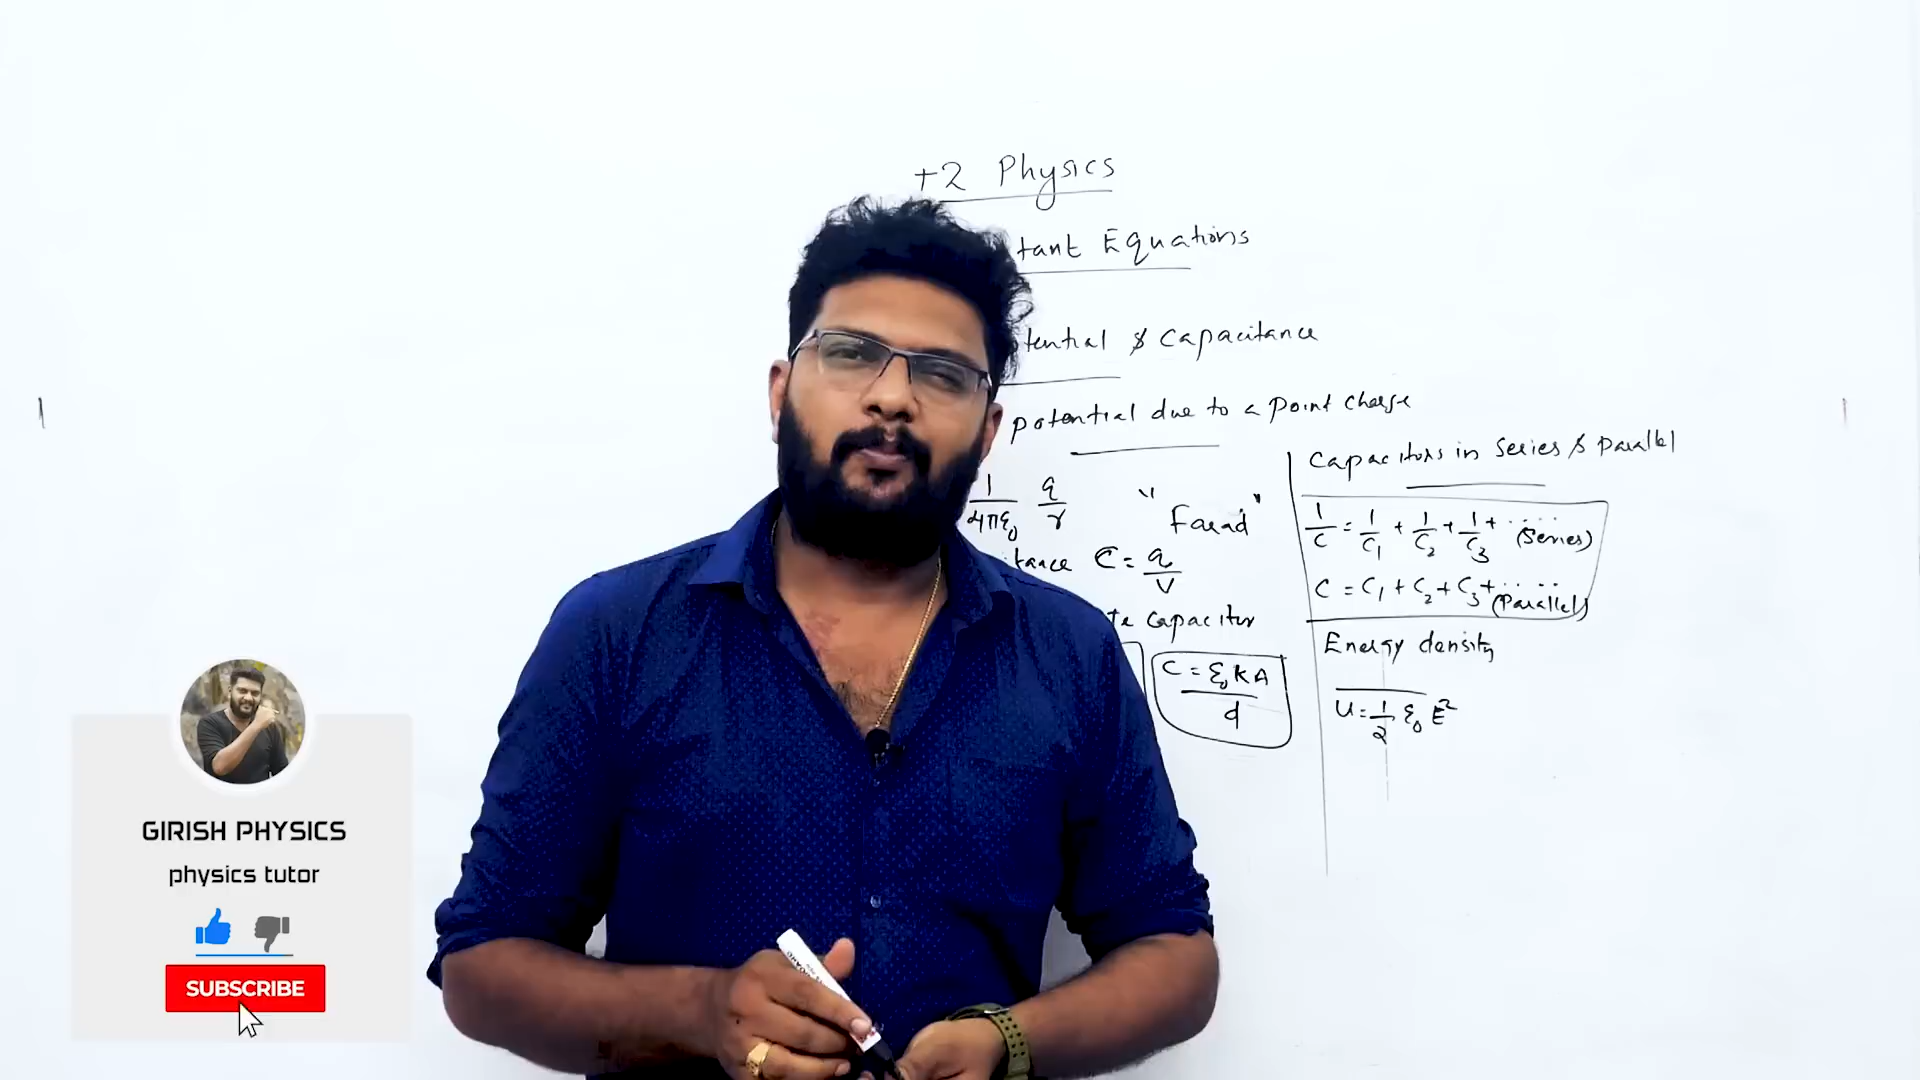 +2 Physics
tant Equations
tential & Capacitance
potential due to a point charge
1/4πε₀ q/r
"Farad"
itance C = q/V
te capacitor
C = ε₀KA/d
Capacitors in Series & Parallel
1/C = 1/C₁ + 1/C₂ + 1/C₃ + ..... (Series)
C = C₁ + C₂ + C₃ + ..... (Parallel)
Energy density
U = 1/2 ε₀ E²
GIRISH PHYSICS
physics tutor
SUBSCRIBE